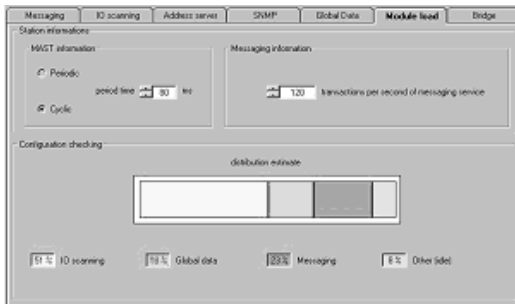 Messaging IO scanning Address server SNMP Global Data Module load Bridge
Station informations
MAST information
Messaging information
Periodic
period time 80 ms
120 transactions per second of messaging service
Cyclic
Configuration checking
distribution estimate
51 % IO scanning 18 % Global data 23 % Messaging 8 % Other (idle)